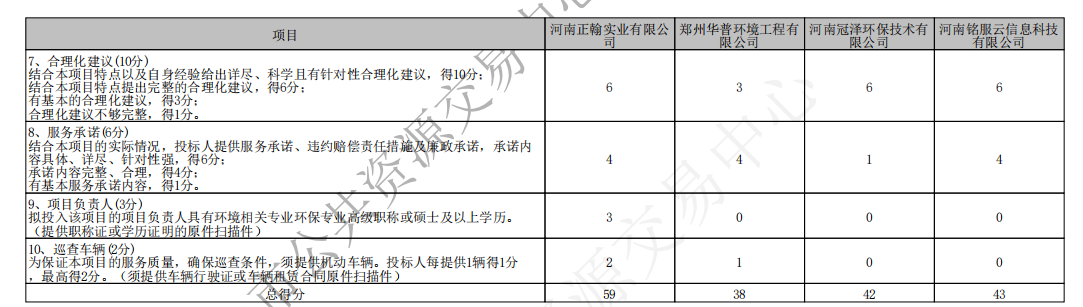 项目
河南正翰实业有限公
司
郑州华普环境工程有
限公司
河南冠泽环保技术有
限公司
河南铭服云信息科技
有限公司
7、合理化建议(10分)
结合本项目特点以及自身经验给出详尽、科学且有针对性合理化建议，得10分；
结合本项目特点提出完整的合理化建议，得6分；
有基本的合理化建议，得3分；
合理化建议不够完整，得1分。
6
3
6
6
8、服务承诺(6分)
结合本项目的实际情况，投标人提供服务承诺、违约赔偿责任措施及廉政承诺，承诺内
容具体、详尽、针对性强，得6分；
承诺内容完整、合理，得4分；
有基本服务承诺内容，得1分。
4
4
1
4
9、项目负责人(3分)
拟投入该项目的项目负责人具有环境相关专业环保专业高级职称或硕士及以上学历。
（提供职称证或学历证明的原件扫描件）
3
0
0
0
10、巡查车辆(2分)
为保证本项目的服务质量，确保巡查条件，须提供机动车辆。投标人每提供1辆得1分
，最高得2分。（须提供车辆行驶证或车辆租赁合同原件扫描件）
2
1
0
0
总得分
59
38
42
43
市公共资源交易中心
资源交易中心